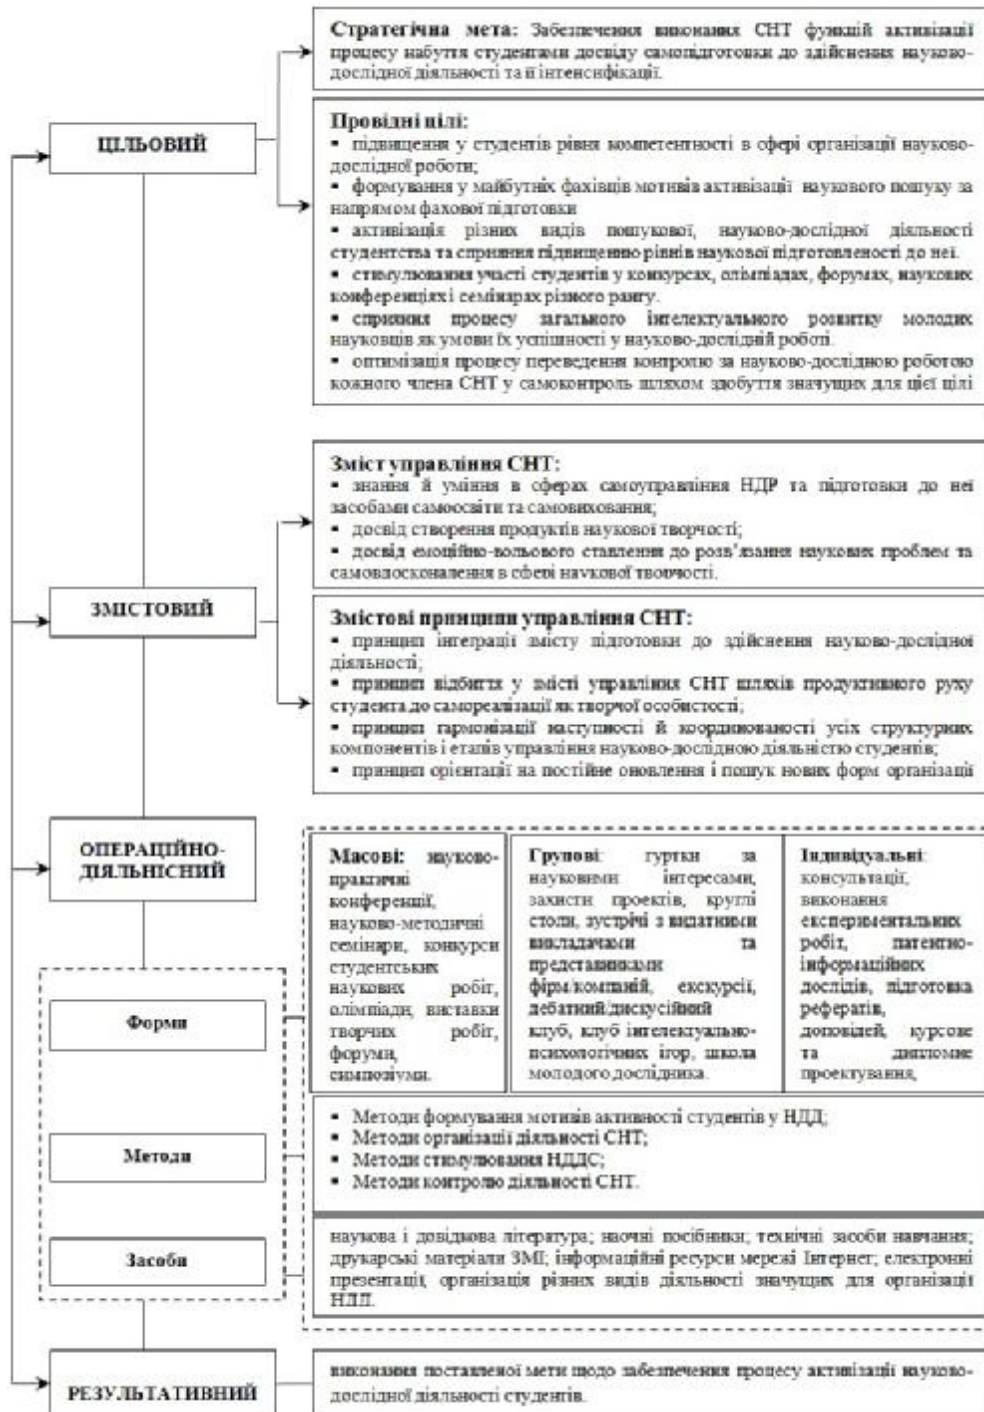 Стратегічна мета: Забезпечення виконання СНТ функцій активізації
процесу набуття студентами досвіду самопідготовки до здійснених науково-
дослідної діяльності та її інтенсифікації.
ЦІЛЬОВИЙ
Провідні цілі:
▪ підвищення у студентів рівня компетентності в сфері організації науково-
дослідної роботи;
▪ формування у майбутніх фахівців мотивів активізації наукового пошуку за
напрямом фахової підготовки
▪ активізація різних видів пошукової, науково-дослідної діяльності
студентства та сприяння підвищенню рівнів наукової підготовленості до неї.
▪ стимулювання участі студентів у конкурсах, олімпіадах, форумах, наукових
конференціях і семінарах різного рангу.
▪ сприяння процесу загального інтелектуального розвитку молодих
науковців як умови їх успішності у науково-дослідній роботі.
▪ оптимізація процесу переведення контролю за науково-дослідною роботою
кожного члена СНТ у самоконтроль шляхом здобуття значущих для цієї цілі
ЗМІСТОВИЙ
Зміст управління СНТ:
▪ знання й уміння в сферах самоуправління НДР та підготовки до неї
засобами самоосвіти та самовиховання;
▪ досвід створення продуктів наукової творчості;
▪ досвід емоційно-вольового ставлення до розв’язання наукових проблем та
самовдосконалення в сфері наукової творчості.
Змістові принципи управління СНТ:
▪ принцип інтеграції змісту підготовки до здійснення науково-дослідної
діяльності;
▪ принцип відбиття у змісті управління СНТ шляхів продуктивного руху
студента до самореалізації як творчої особистості;
▪ принцип гармонізації наступності й координованості усіх структурних
компонентів і етапів управління науково-дослідною діяльністю студентів;
▪ принцип орієнтації на постійне оновлення і пошук нових форм організації
ОПЕРАЦІЙНО-
ДІЯЛЬНІСНИЙ
Форми
Масові: науково-
практичні
конференції,
науково-методичні
семінари, конкурси
студентських
наукових робіт,
олімпіади, виставки
творчих робіт,
форуми,
симпозіуми.
Групові: гуртки за
науковими інтересами,
захисти проектів, круглі
столи, зустрічі з видатними
викладачами та
представниками
фірм/компаній, екскурсії,
дебатний/дискусійний
клуб, клуб інтелектуально-
психологічних ігор, школа
молодого дослідника.
Індивідуальні:
консультації,
виконання
експериментальних
робіт, патентно-
інформаційних
дослідів, підготовка
рефератів,
доповідей, курсове
та дипломне
проектування,
Методи
▪ Методи формування мотивів активності студентів у НДД;
▪ Методи організації діяльності СНТ;
▪ Методи стимулювання НДДС;
▪ Методи контролю діяльності СНТ.
Засоби
наукова і довідкова література; наочні посібники; технічні засоби навчання;
друкарські матеріали ЗМІ; інформаційні ресурси мережі Інтернет; електронні
презентації, організація різних видів діяльності значущих для організації
НДД.
РЕЗУЛЬТАТИВНИЙ
виконання поставленої мети щодо забезпечення процесу активізації науково-
дослідної діяльності студентів.